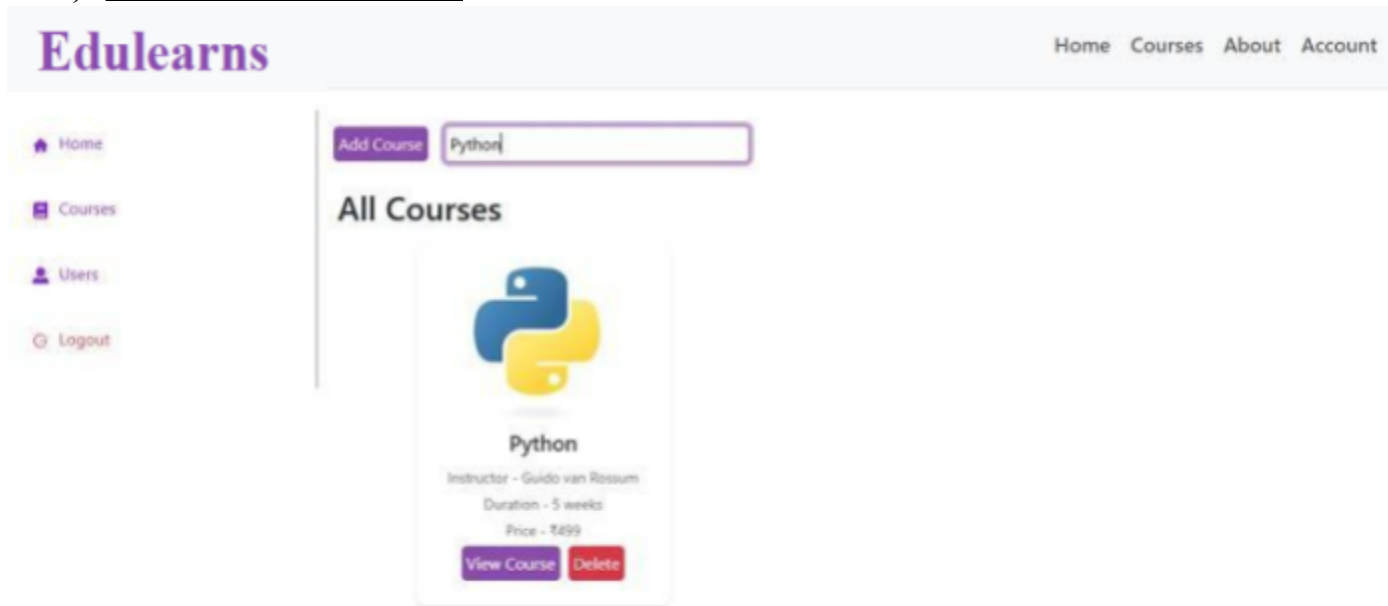 Edulearns
Home Courses About Account
Home
Add Course Python
Courses
All Courses
Users
Logout
Python
Instructor - Guido van Rossum
Duration - 5 weeks
Price - ₹499
View Course Delete